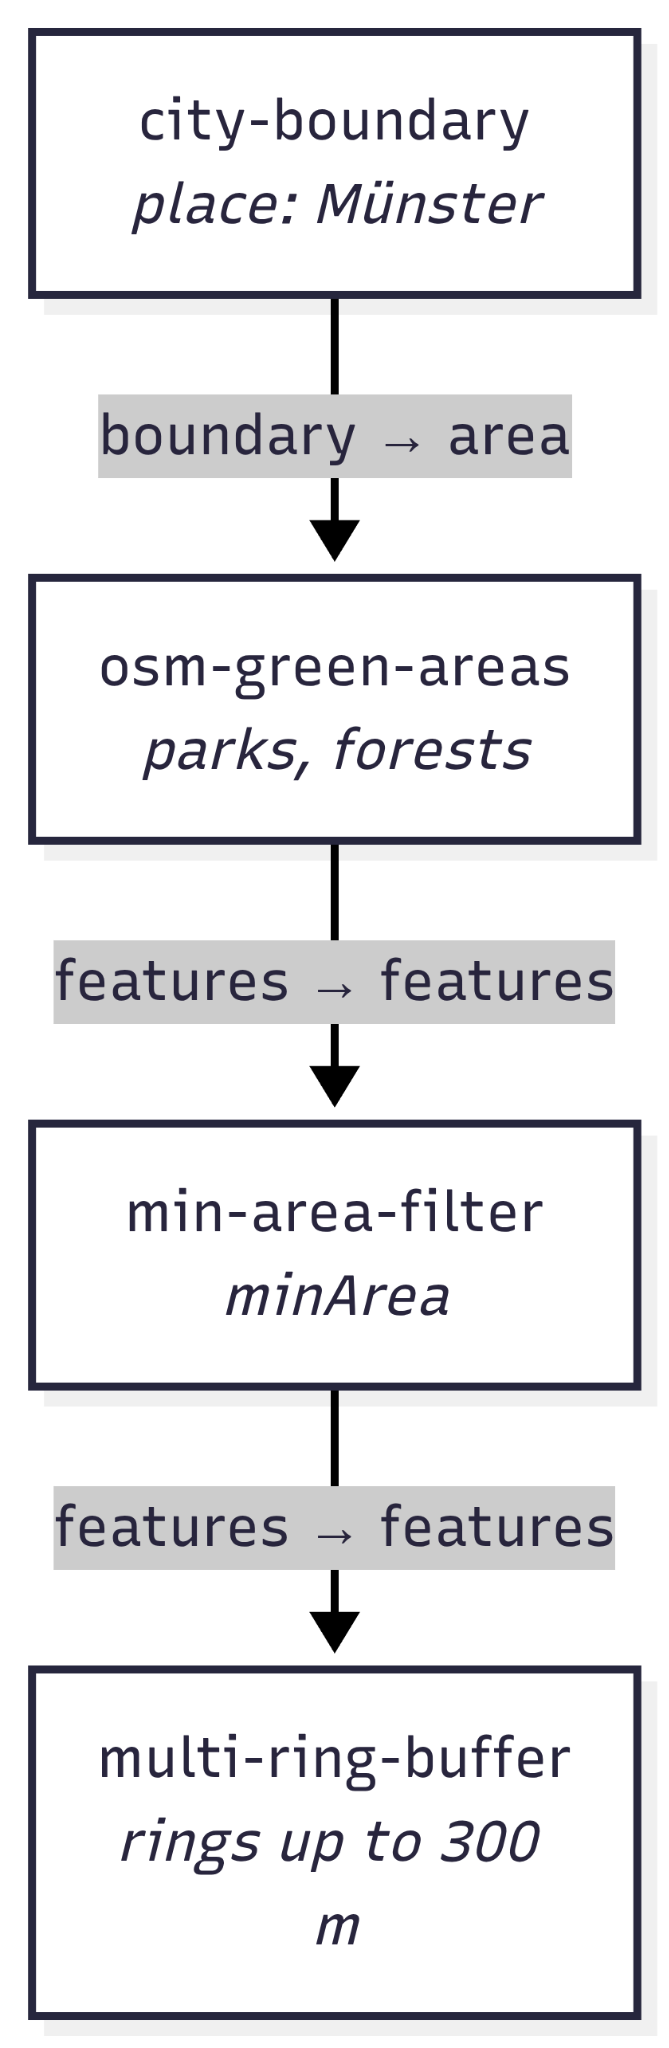 city-boundary
place: Münster
boundary → area
osm-green-areas
parks, forests
features → features
min-area-filter
minArea
features → features
multi-ring-buffer
rings up to 300
m